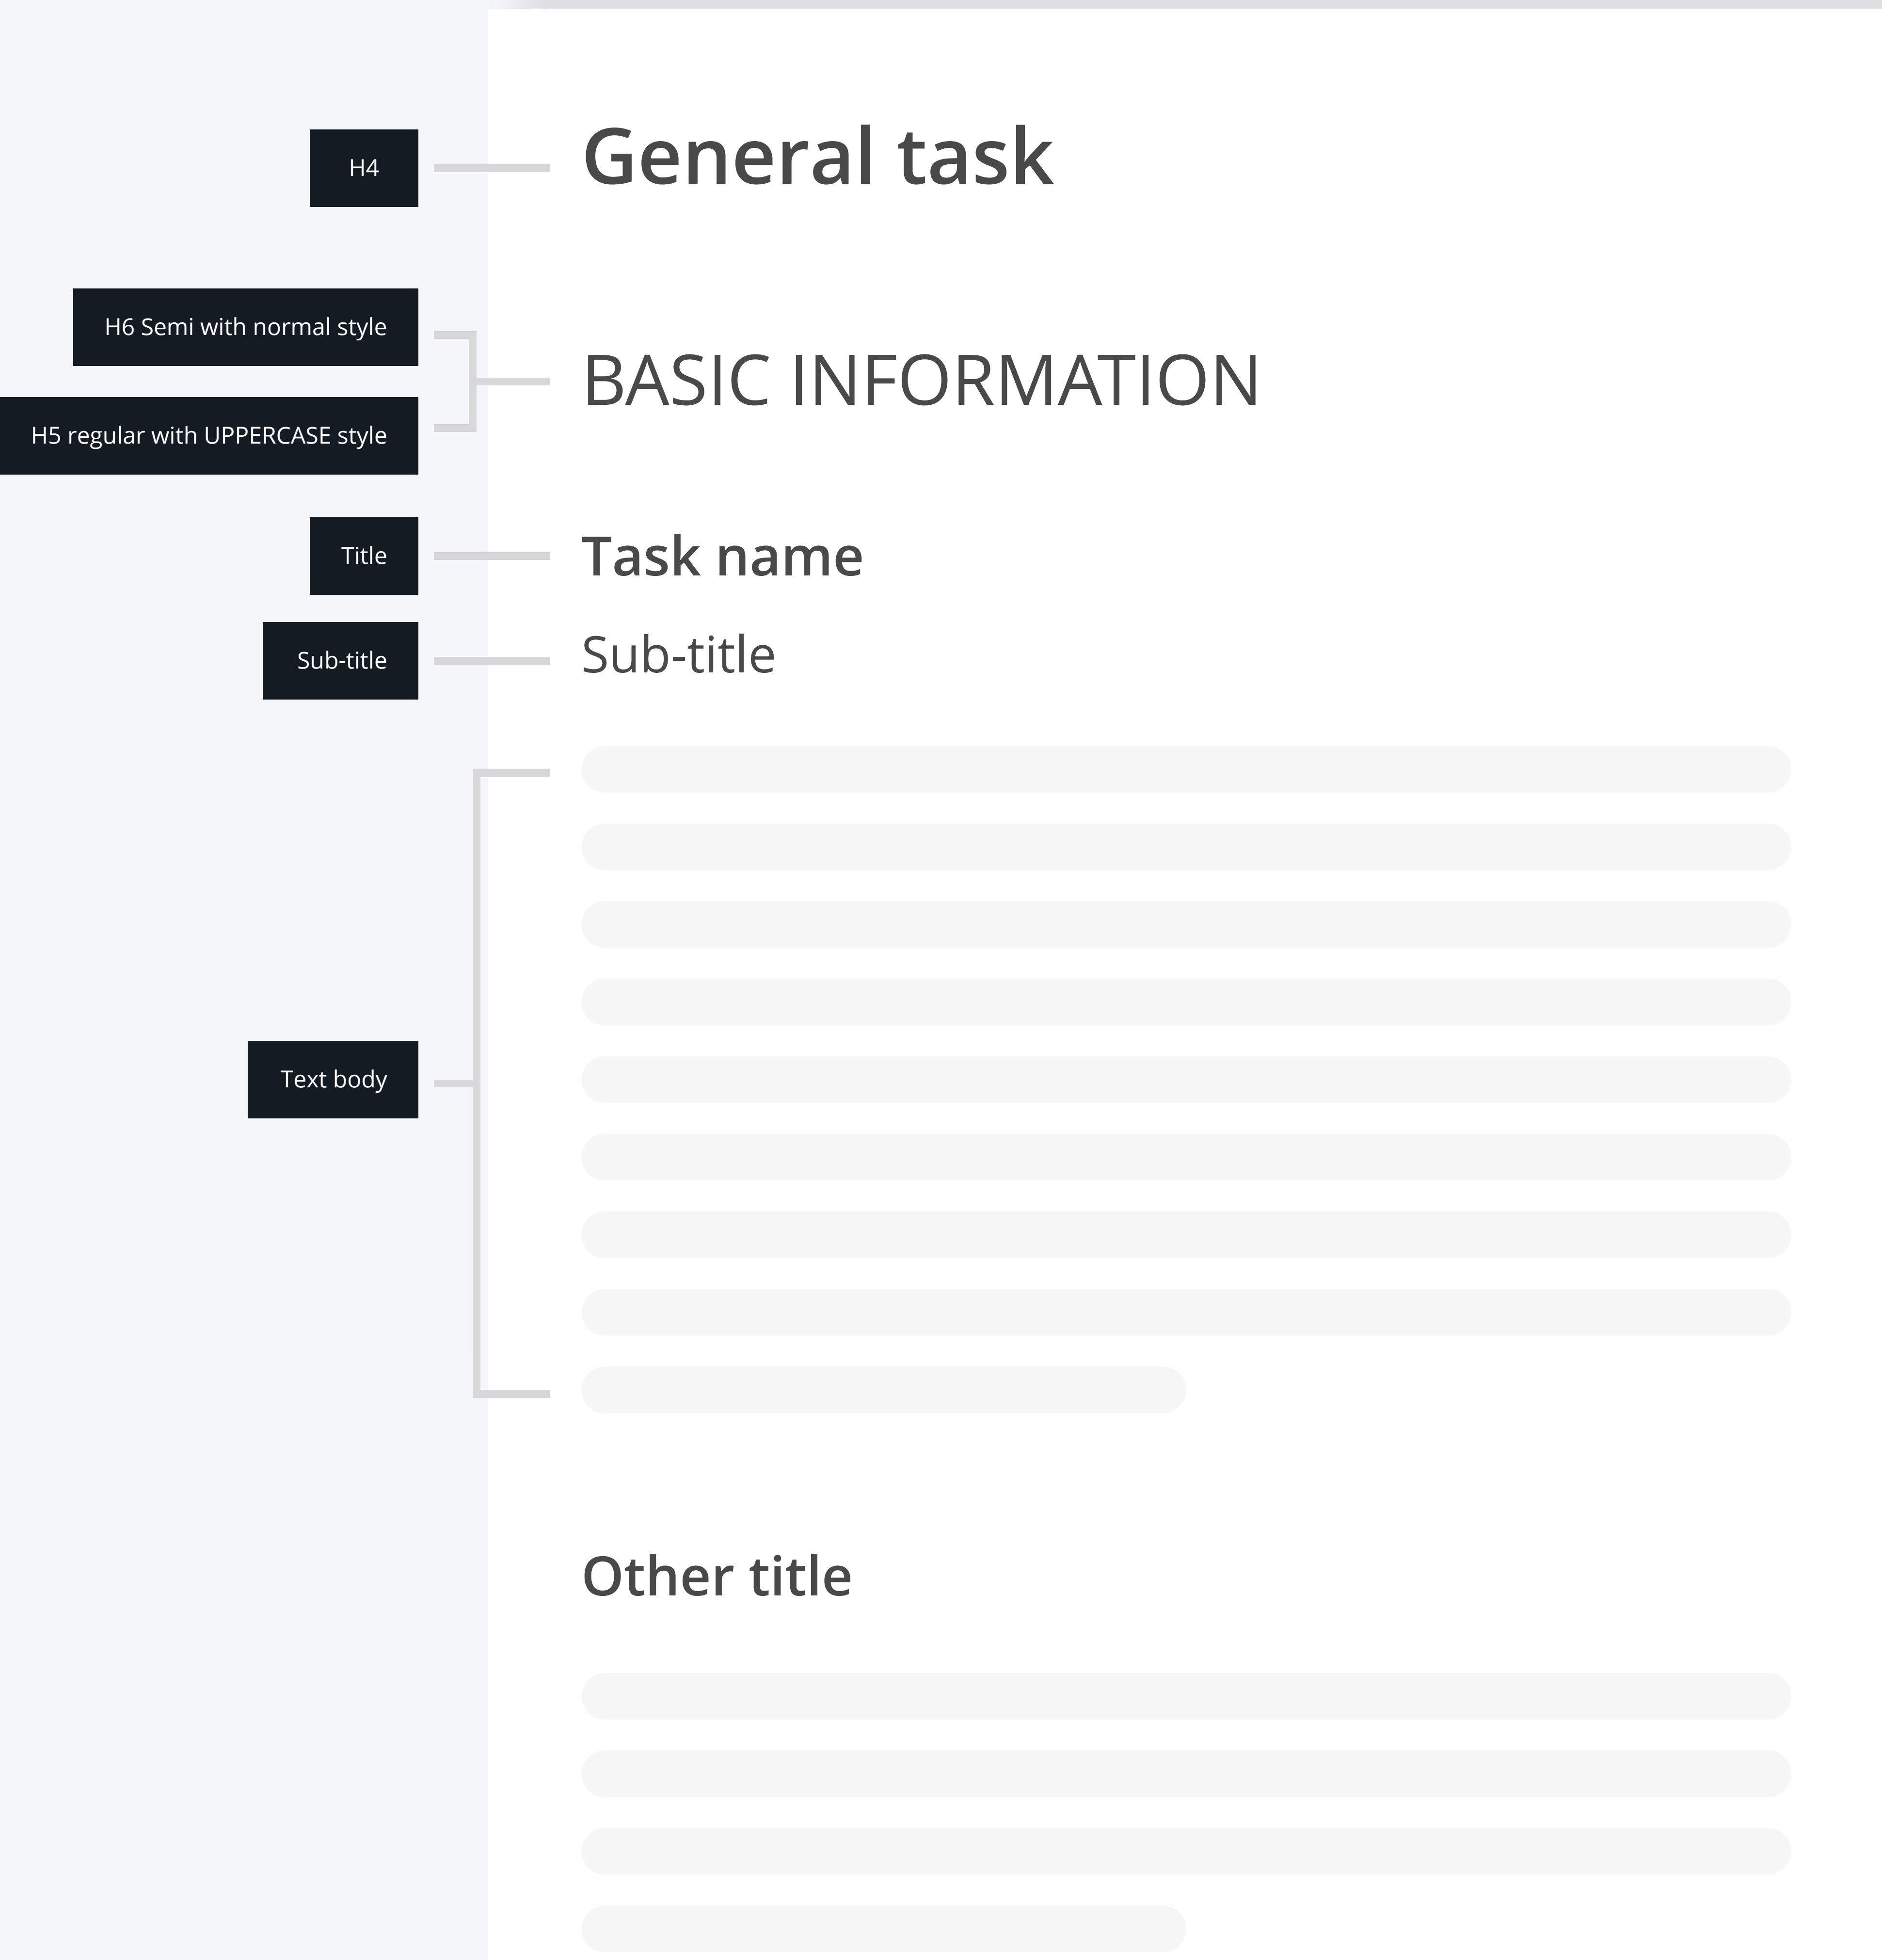 H4
General task
H6 Semi with normal style
H5 regular with UPPERCASE style
BASIC INFORMATION
Title
Task name
Sub-title
Sub-title
Text body
Other title